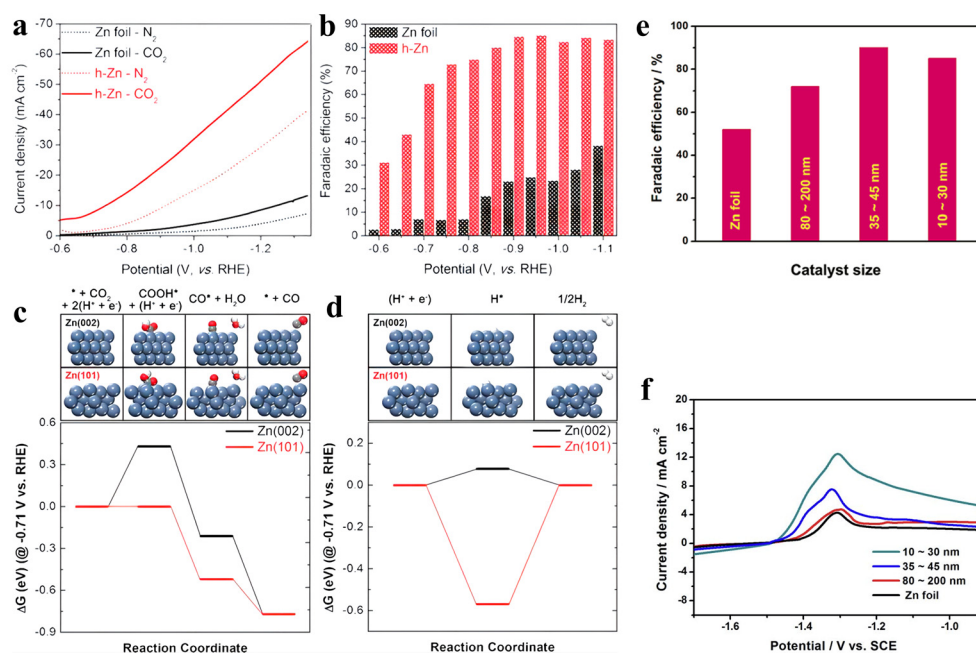 a
-70
-60
-50
-40
-30
-20
-10
0
Current density (mA cm⁻²)
Zn foil - N₂
Zn foil - CO₂
h-Zn - N₂
h-Zn - CO₂
-0.6
-0.8
-1.0
-1.2
Potential (V, vs. RHE)
b
90
85
80
70
60
50
40
30
20
10
0
Faradaic efficiency (%)
Zn foil
h-Zn
-0.6
-0.7
-0.8
-0.9
-1.0
-1.1
Potential (V, vs. RHE)
e
100
80
60
40
20
0
Faradaic efficiency / %
Zn foil
80 ~ 200 nm
35 ~ 45 nm
10 ~ 30 nm
Catalyst size
c
* + CO₂
+ 2(H⁺ + e⁻)
COOH*
+ (H⁺ + e⁻)
CO* + H₂O
* + CO
Zn(002)
Zn(101)
0.6
0.3
0.0
-0.3
-0.6
-0.9
ΔG (eV) (@ -0.71 V vs. RHE)
Zn(002)
Zn(101)
Reaction Coordinate
d
(H⁺ + e⁻)
H*
1/2H₂
Zn(002)
Zn(101)
0.2
0.0
-0.2
-0.4
-0.6
ΔG (eV) (@ -0.71 V vs. RHE)
Zn(002)
Zn(101)
Reaction Coordinate
f
24
20
16
12
8
4
0
-4
-8
Current density / mA cm⁻²
10 ~ 30 nm
35 ~ 45 nm
80 ~ 200 nm
Zn foil
-1.6
-1.4
-1.2
-1.0
Potential / V vs. SCE